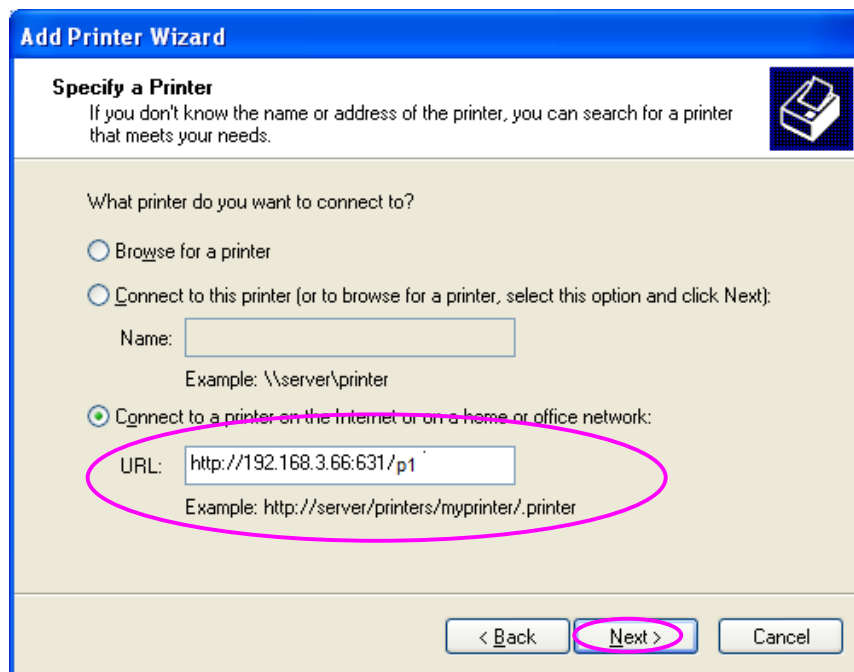 Add Printer Wizard
Specify a Printer
If you don't know the name or address of the printer, you can search for a printer
that meets your needs.
What printer do you want to connect to?
Browse for a printer
Connect to this printer (or to browse for a printer, select this option and click Next):
Name:
Example: \\server\printer
Connect to a printer on the Internet or on a home or office network:
URL: http://192.168.3.66:631/p1
Example: http://server/printers/myprinter/.printer
< Back Next > Cancel